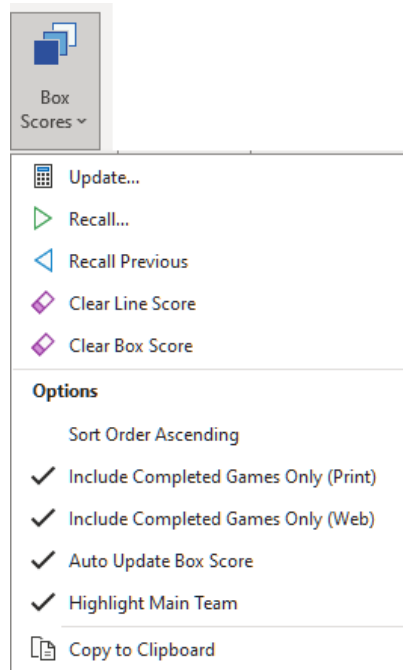 Box
Scores
Update...
Recall...
Recall Previous
Clear Line Score
Clear Box Score
Options
Sort Order Ascending
Include Completed Games Only (Print)
Include Completed Games Only (Web)
Auto Update Box Score
Highlight Main Team
Copy to Clipboard